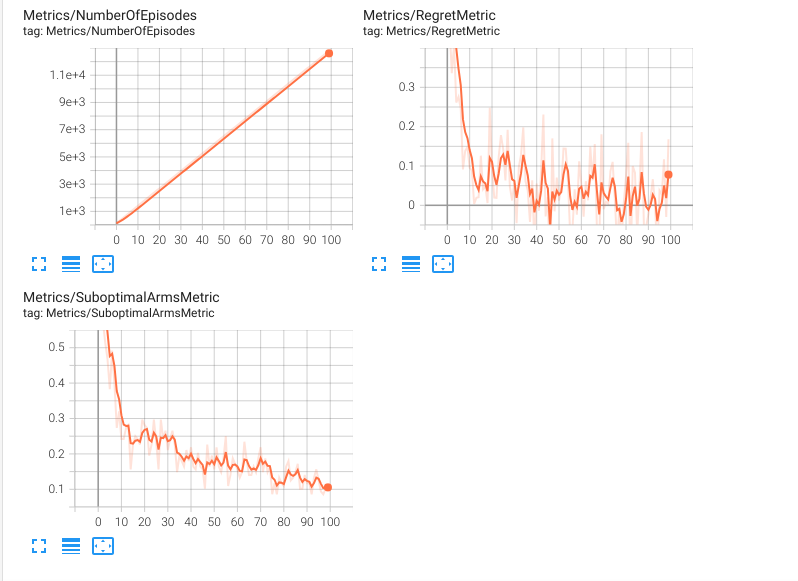 Metrics/NumberOfEpisodes
tag: Metrics/NumberOfEpisodes
1.1e+4
9e+3
7e+3
5e+3
3e+3
1e+3
0 10 20 30 40 50 60 70 80 90 100
Metrics/RegretMetric
tag: Metrics/RegretMetric
0.3
0.2
0.1
0
0 10 20 30 40 50 60 70 80 90 100
Metrics/SuboptimalArmsMetric
tag: Metrics/SuboptimalArmsMetric
0.5
0.4
0.3
0.2
0.1
0 10 20 30 40 50 60 70 80 90 100